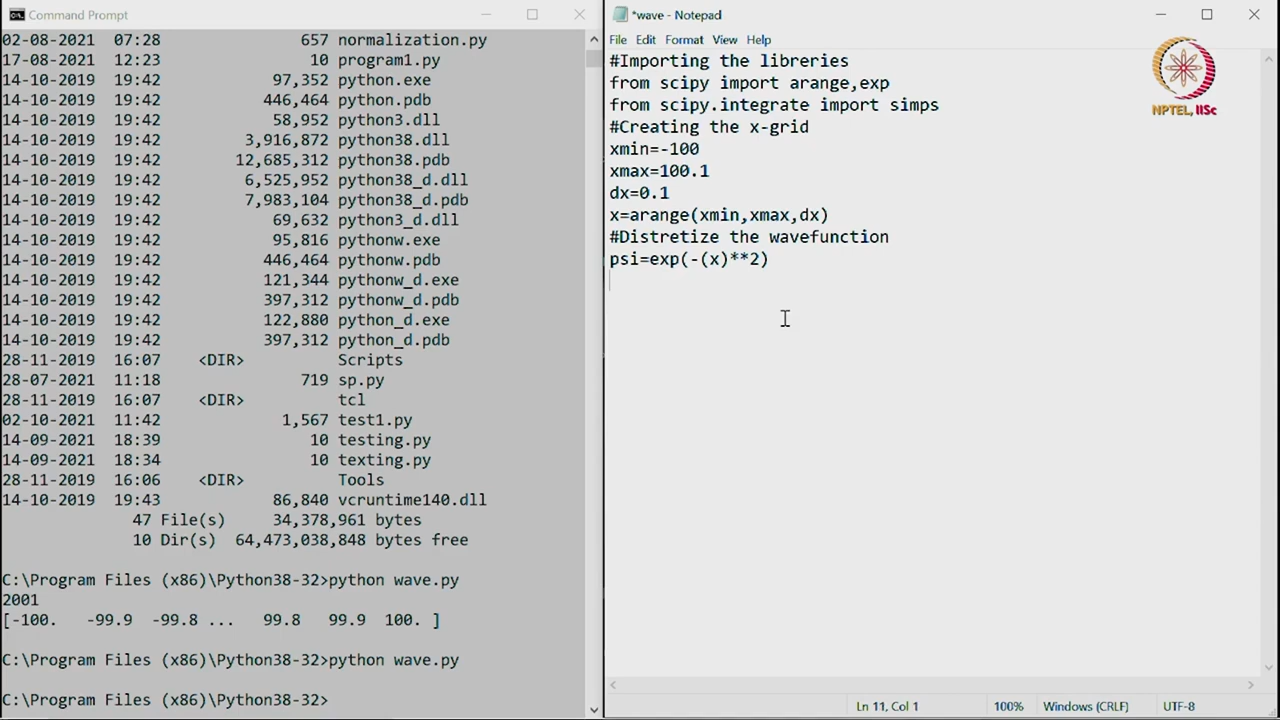 Command Prompt
02-08-2021 07:28 657 normalization.py
17-08-2021 12:23 10 program1.py
14-10-2019 19:42 97,352 python.exe
14-10-2019 19:42 446,464 python.pdb
14-10-2019 19:42 58,952 python3.dll
14-10-2019 19:42 3,916,872 python38.dll
14-10-2019 19:42 12,685,312 python38.pdb
14-10-2019 19:42 6,525,952 python38_d.dll
14-10-2019 19:42 7,983,104 python38_d.pdb
14-10-2019 19:42 69,632 python3_d.dll
14-10-2019 19:42 95,816 pythonw.exe
14-10-2019 19:42 446,464 pythonw.pdb
14-10-2019 19:42 121,344 pythonw_d.exe
14-10-2019 19:42 397,312 pythonw_d.pdb
14-10-2019 19:42 122,880 python_d.exe
14-10-2019 19:42 397,312 python_d.pdb
28-11-2019 16:07 <DIR> Scripts
28-07-2021 11:18 719 sp.py
28-11-2019 16:07 <DIR> tcl
02-10-2021 11:42 1,567 test1.py
14-09-2021 18:39 10 testing.py
14-09-2021 18:34 10 texting.py
28-11-2019 16:06 <DIR> Tools
14-10-2019 19:43 86,840 vcruntime140.dll
47 File(s) 34,378,961 bytes
10 Dir(s) 64,473,038,848 bytes free
C:\Program Files (x86)\Python38-32>python wave.py
2001
[-100. -99.9 -99.8 ... 99.8 99.9 100. ]
C:\Program Files (x86)\Python38-32>python wave.py
C:\Program Files (x86)\Python38-32>
*wave - Notepad
File Edit Format View Help
#Importing the libreries
from scipy import arange,exp
from scipy.integrate import simps
#Creating the x-grid
xmin=-100
xmax=100.1
dx=0.1
x=arange(xmin,xmax,dx)
#Distretize the wavefunction
psi=exp(-(x)**2)
NPTEL, IISc
Ln 11, Col 1 100% Windows (CRLF) UTF-8